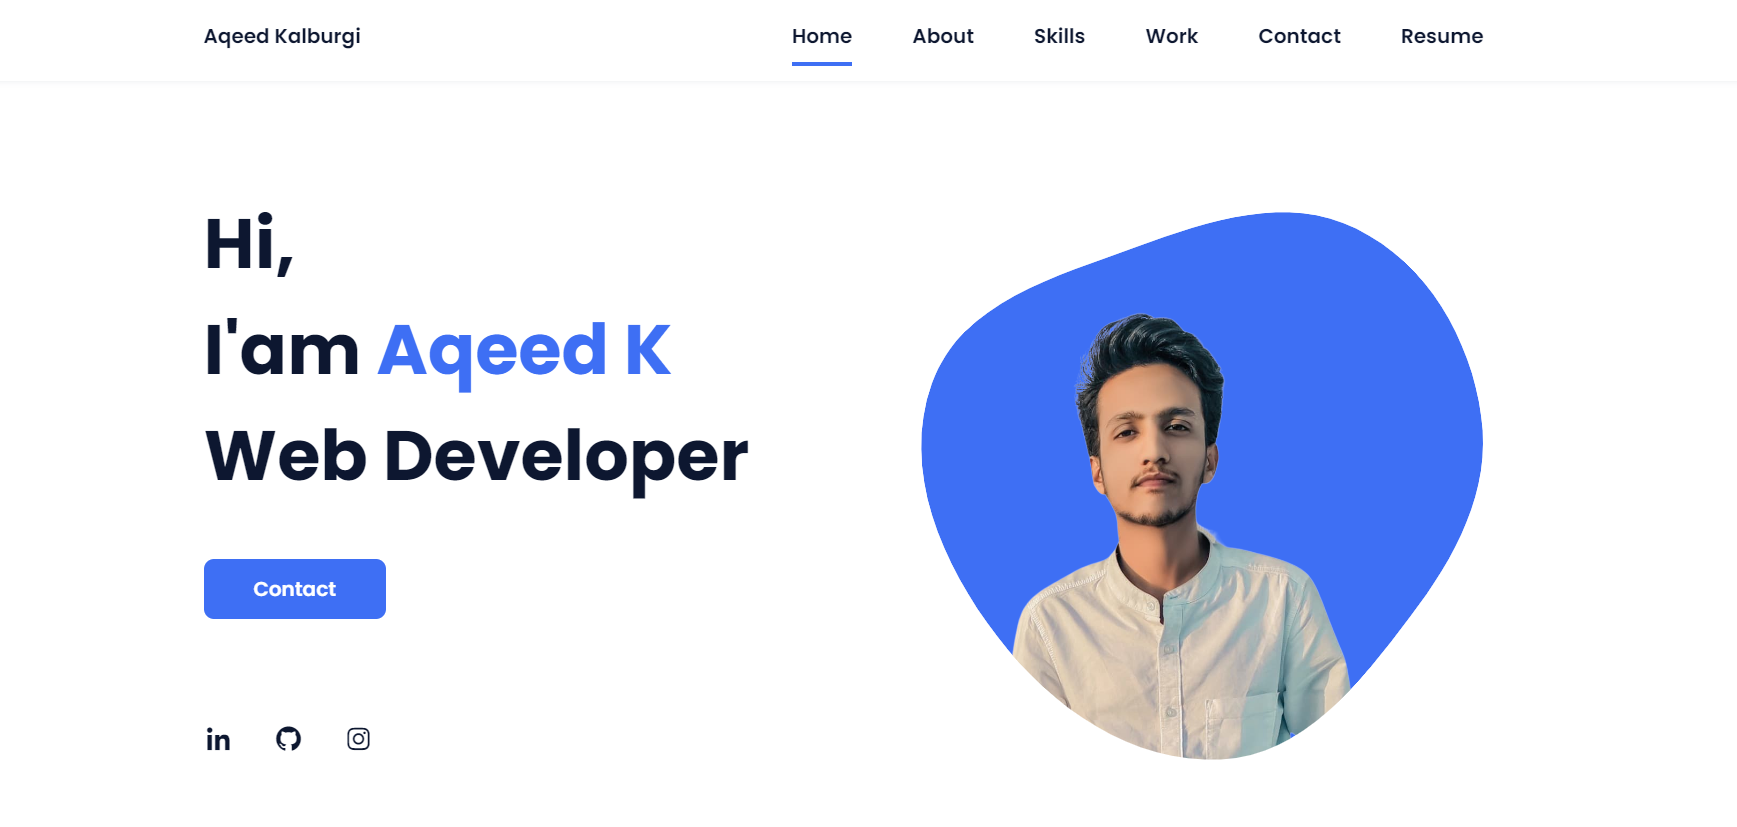 Aqeed Kalburgi Home About Skills Work Contact Resume
Hi,
I'am Aqeed K
Web Developer
Contact
in